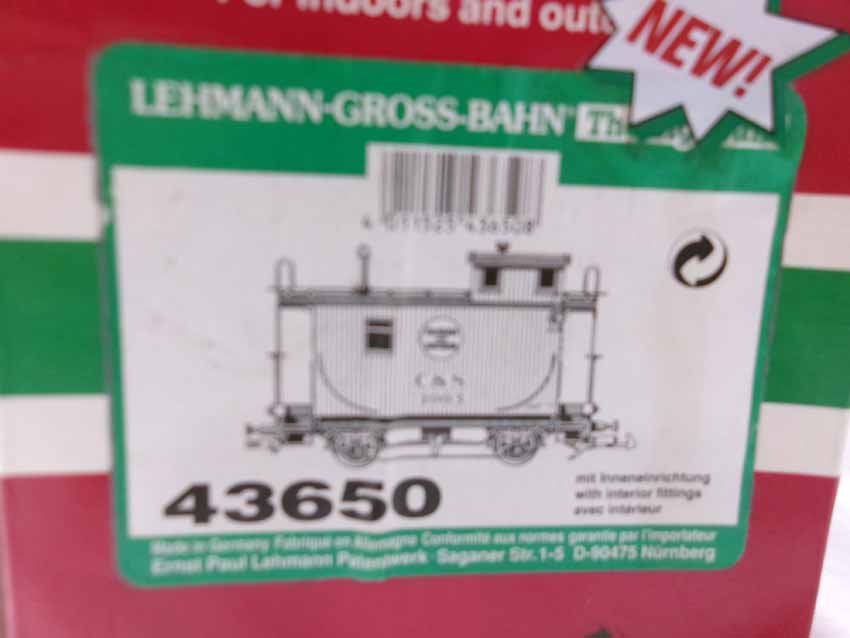 For indoors and out
NEW!
LEHMANN-GROSS-BAHN
4 011525 436508
C&S
43650
mit Inneneinrichtung
with interior fittings
avec intérieur
Made in Germany Fabriqué en Allemagne Conformité aux normes garantie par l'importateur
Ernst Paul Lehmann Patentwerk Saganer Str. 1-5 D-90475 Nürnberg